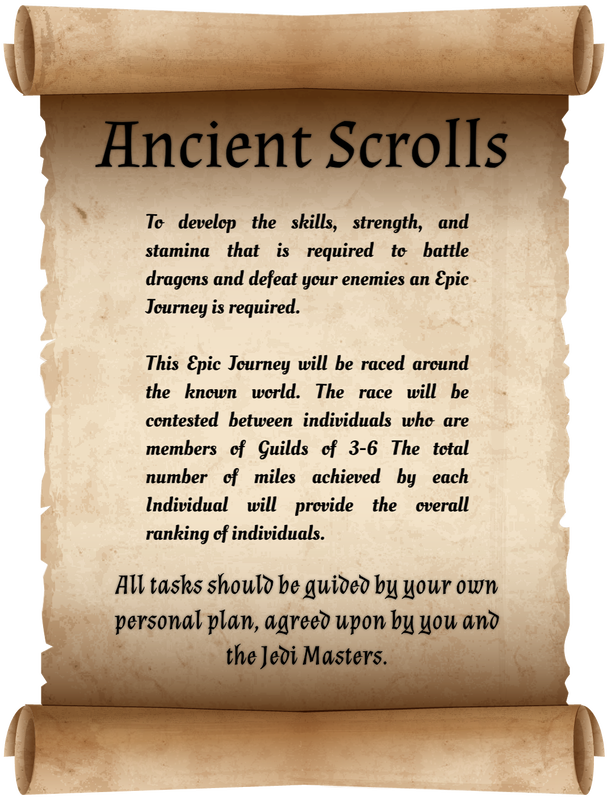 Ancient Scrolls
To develop the skills, strength, and
stamina that is required to battle
dragons and defeat your enemies an Epic
Journey is required.
This Epic Journey will be raced around
the known world. The race will be
contested between individuals who are
members of Guilds of 3-6 The total
number of miles achieved by each
Individual will provide the overall
ranking of individuals.
All tasks should be guided by your own
personal plan, agreed upon by you and
the Jedi Masters.